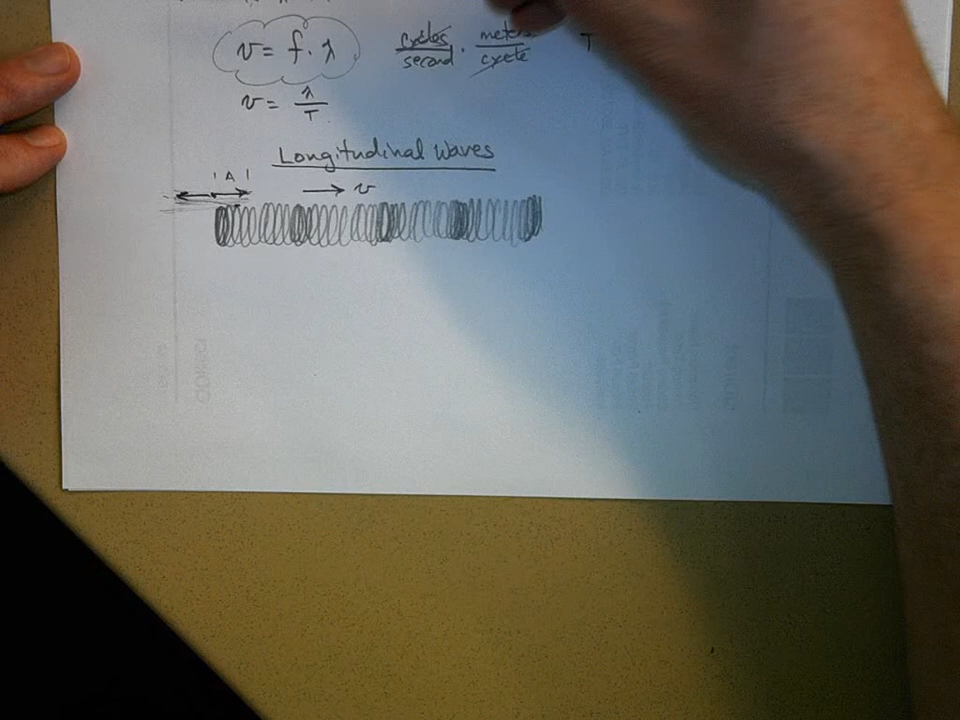 v = f · λ cycles/second · meters/cycle T
v = λ/T
Longitudinal Waves
| A |
→ v